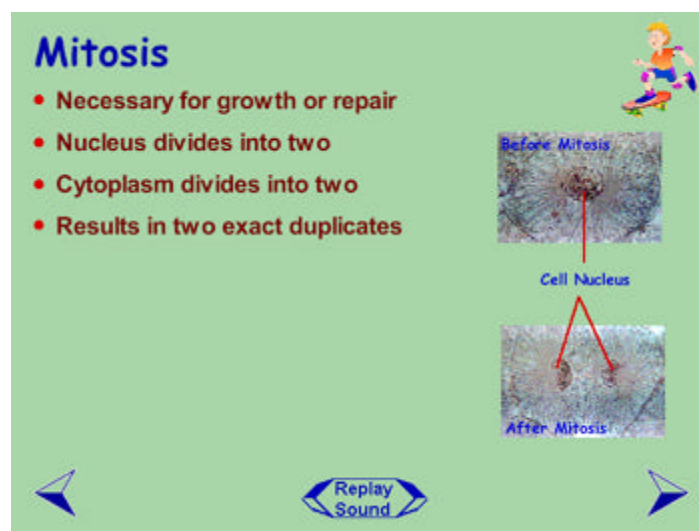 Mitosis
Necessary for growth or repair
Nucleus divides into two
Cytoplasm divides into two
Results in two exact duplicates
Before Mitosis
Cell Nucleus
After Mitosis
Replay
Sound